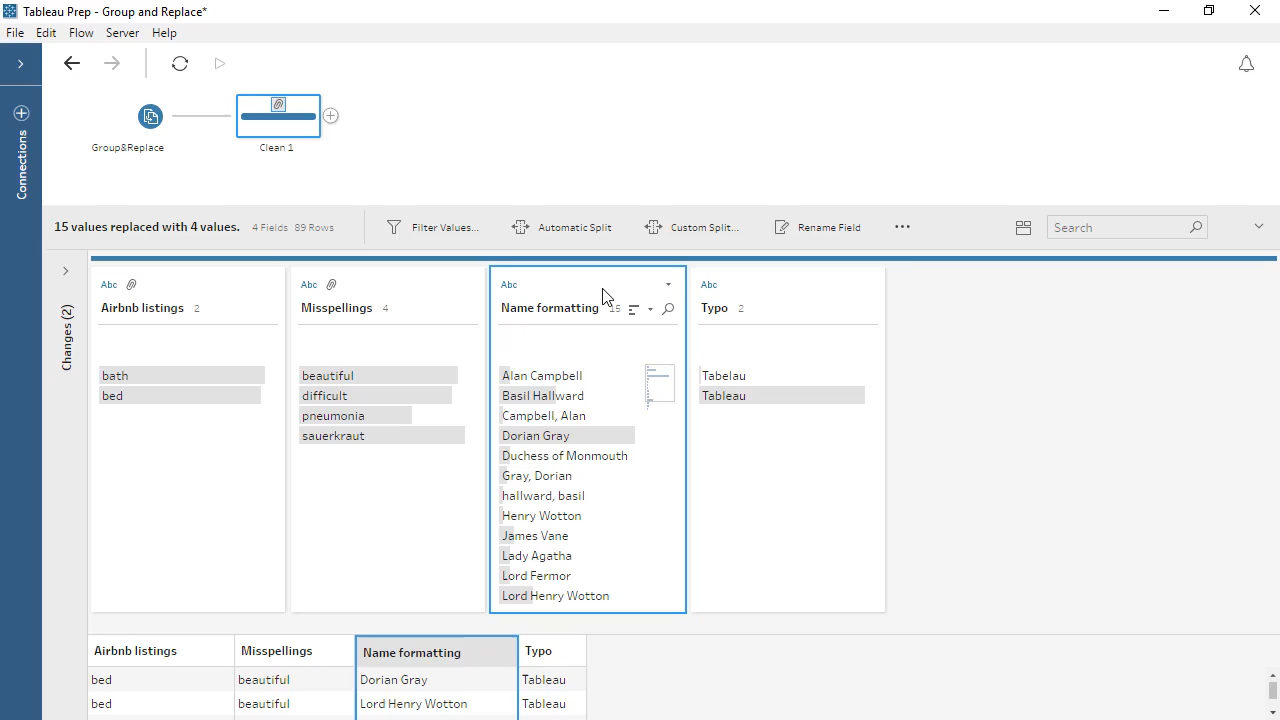 Tableau Prep - Group and Replace*
File Edit Flow Server Help
Connections
Group&Replace
Clean 1
15 values replaced with 4 values. 4 Fields 89 Rows
Filter Values...
Automatic Split
Custom Split...
Rename Field
Search
Changes (2)
Abc
Airbnb listings 2
bath
bed
Abc
Misspellings 4
beautiful
difficult
pneumonia
sauerkraut
Abc
Name formatting 15
Alan Campbell
Basil Hallward
Campbell, Alan
Dorian Gray
Duchess of Monmouth
Gray, Dorian
hallward, basil
Henry Wotton
James Vane
Lady Agatha
Lord Fermor
Lord Henry Wotton
Abc
Typo 2
Tabelau
Tableau
Airbnb listings Misspellings Name formatting Typo
bed beautiful Dorian Gray Tableau
bed beautiful Lord Henry Wotton Tableau